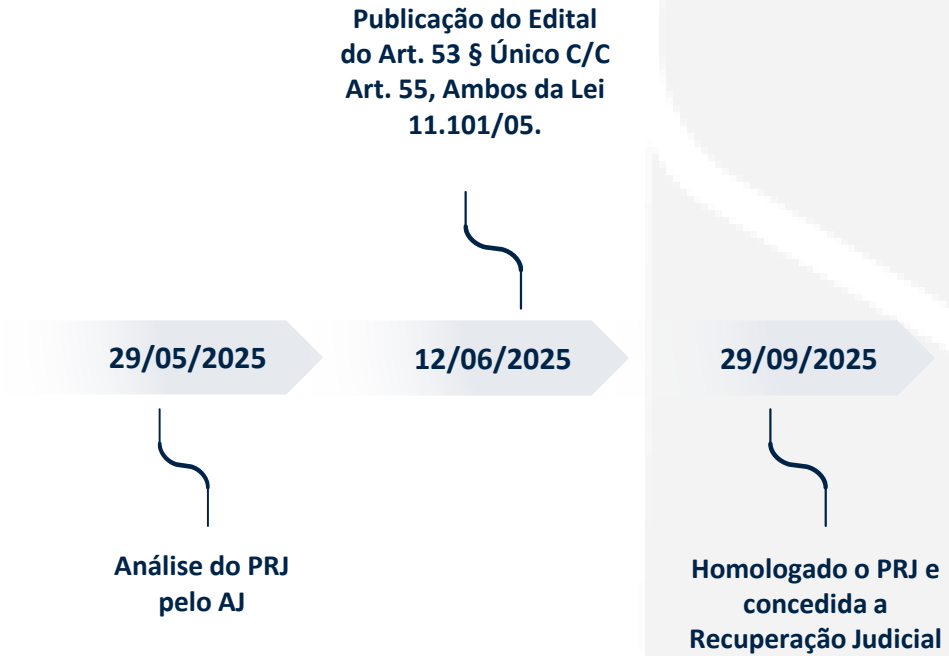 Publicação do Edital
do Art. 53 § Único C/C
Art. 55, Ambos da Lei
11.101/05.
29/05/2025
12/06/2025
29/09/2025
Análise do PRJ
pelo AJ
Homologado o PRJ e
concedida a
Recuperação Judicial